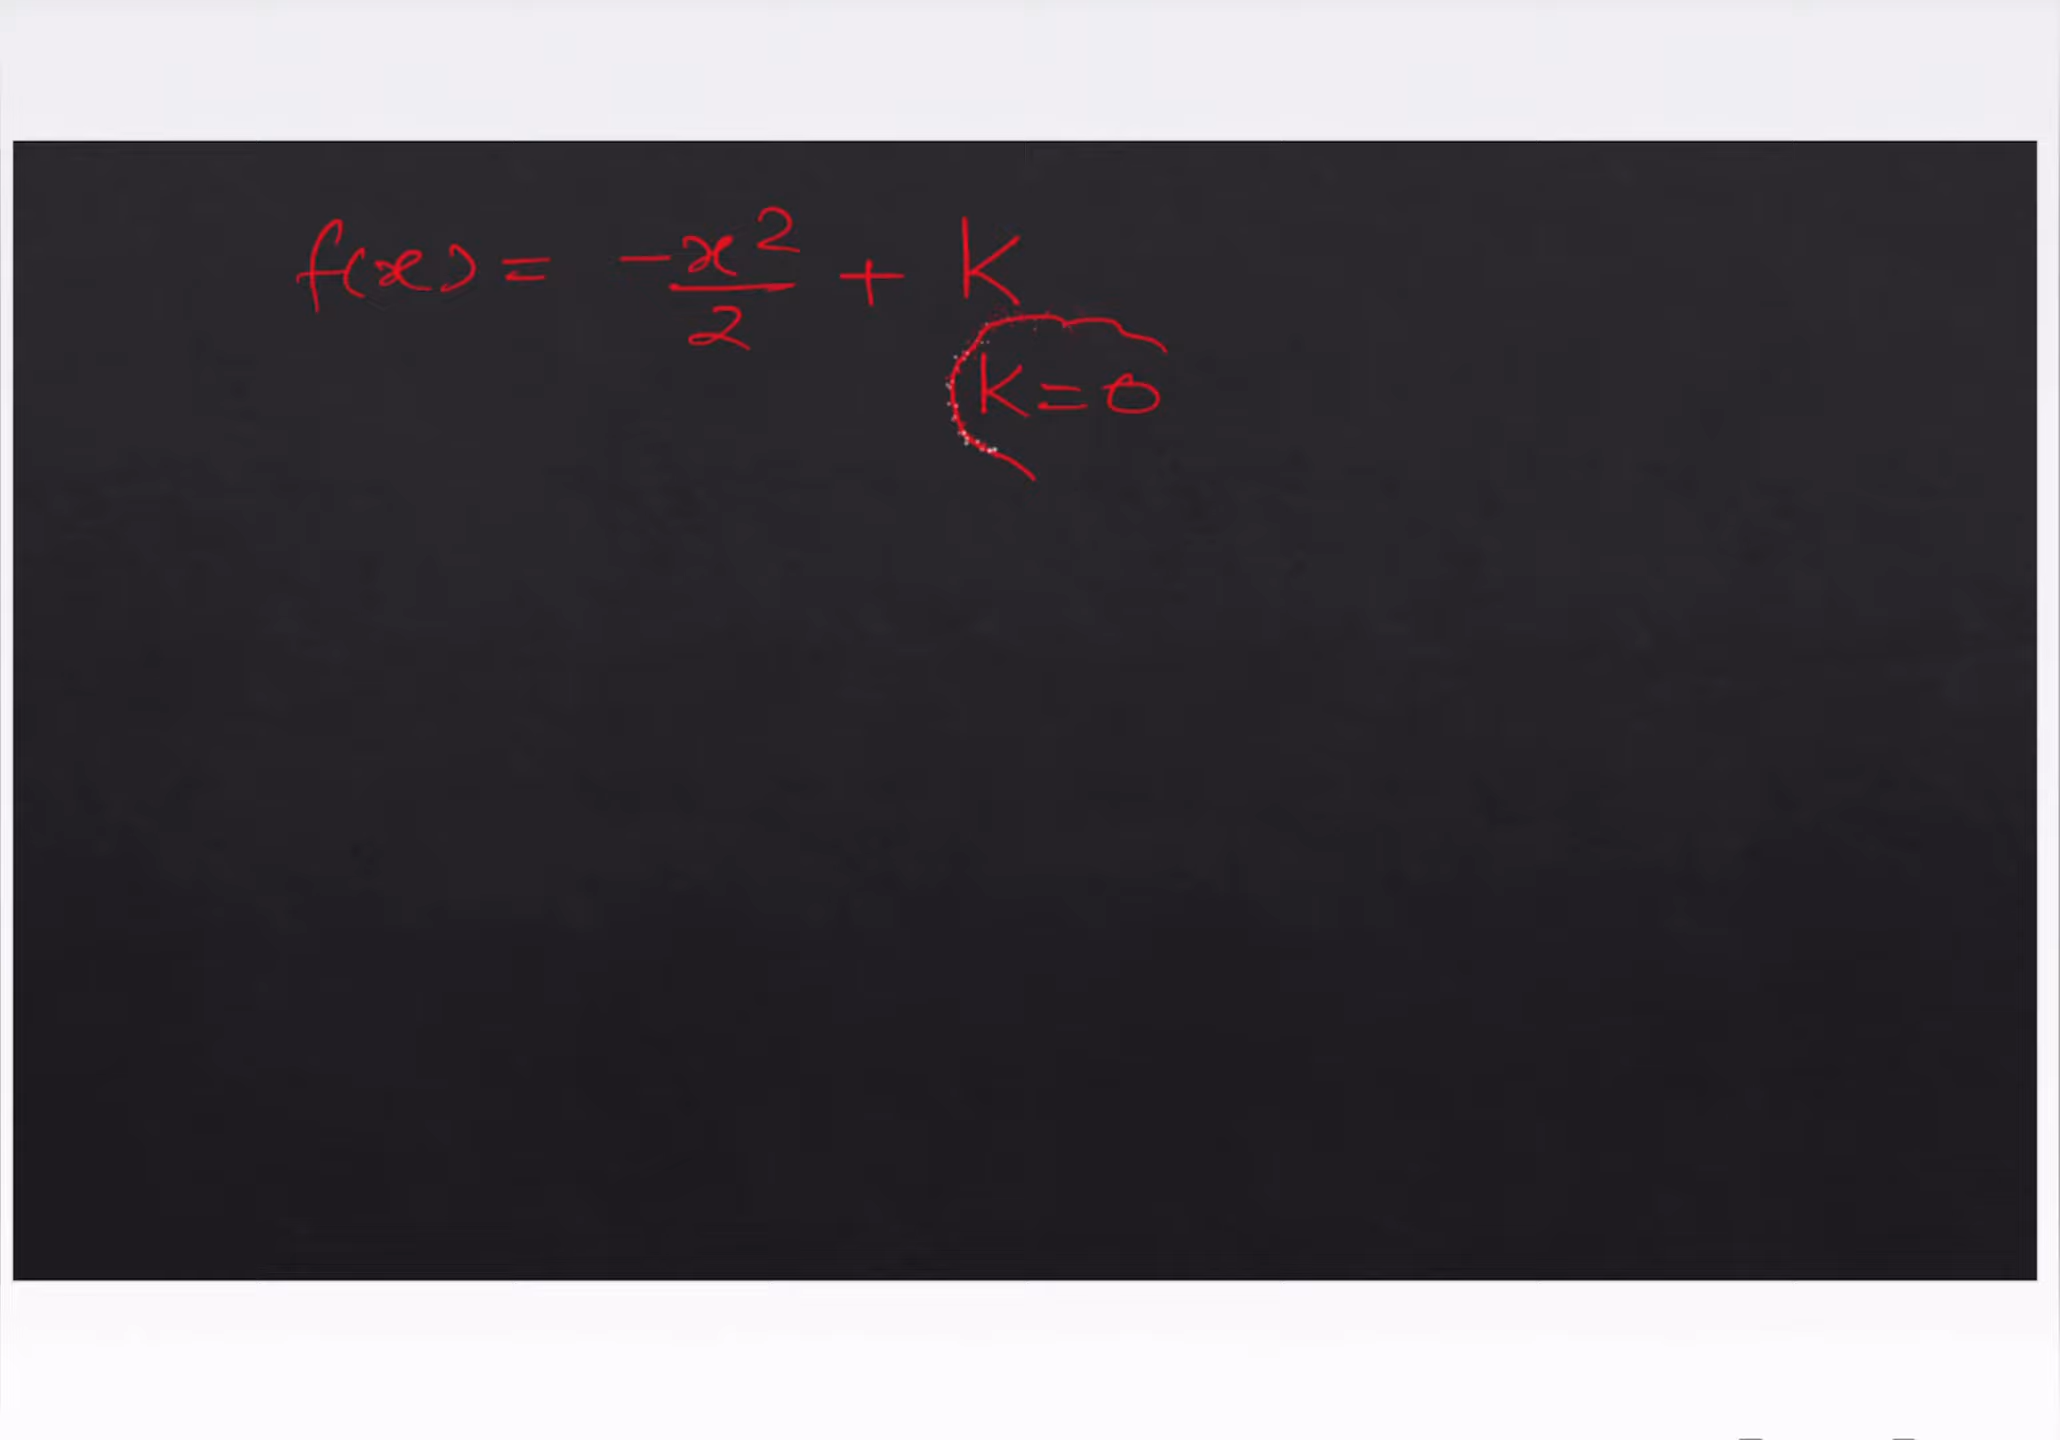 f(x) = -x²/2 + K
K = 0